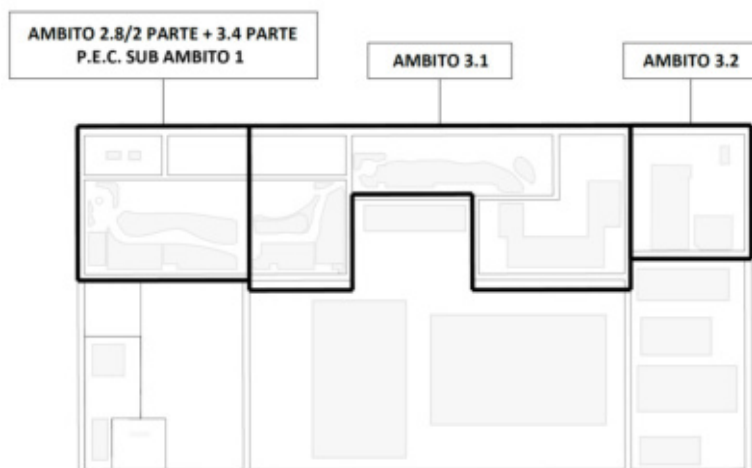 AMBITO 2.8/2 PARTE + 3.4 PARTE
P.E.C. SUB AMBITO 1
AMBITO 3.1
AMBITO 3.2